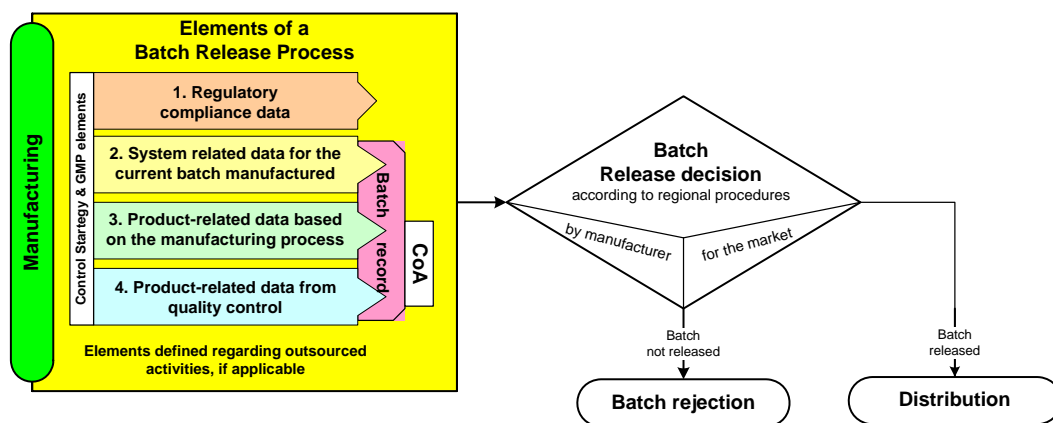 Elements of a
Batch Release Process
Manufacturing
Control Startegy & GMP elements
1. Regulatory
compliance data
2. System related data for the
current batch manufactured
3. Product-related data based
on the manufacturing process
4. Product-related data from
quality control
Batch record
CoA
Elements defined regarding outsourced
activities, if applicable
Batch
Release decision
according to regional procedures
by manufacturer
for the market
Batch
not released
Batch
released
Batch rejection
Distribution